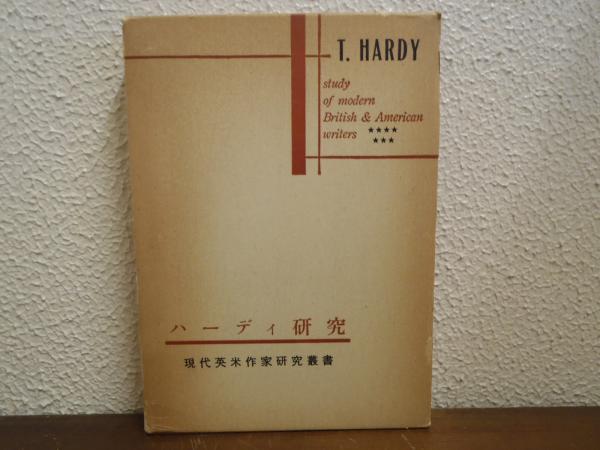 T. HARDY
study
of modern
British & American
writers ★★★★
★★★
ハーディ研究
現代英米作家研究叢書